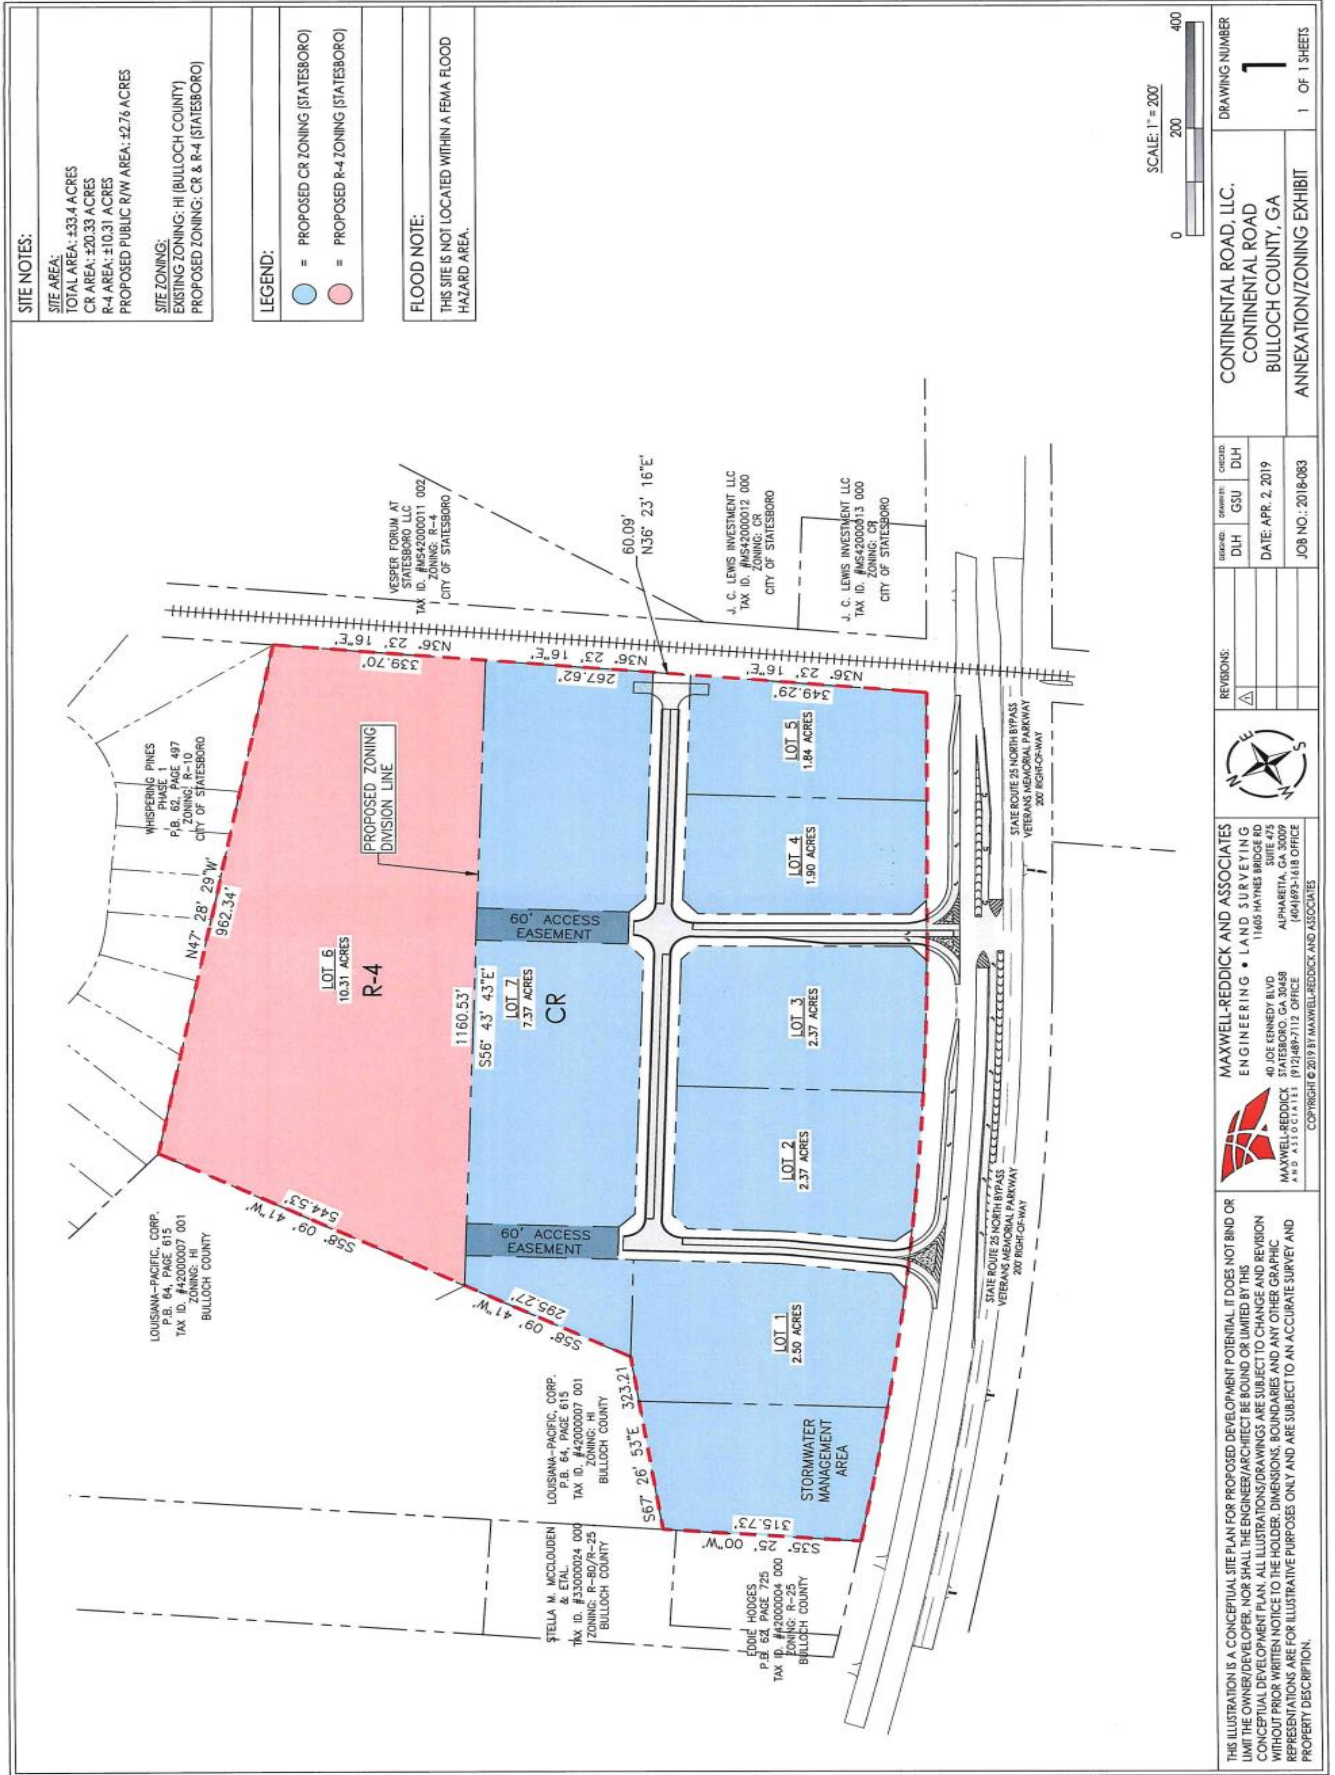 SITE NOTES:
SITE AREA:
TOTAL AREA: ±33.4 ACRES
CR AREA: ±20.33 ACRES
R-4 AREA: ±10.31 ACRES
PROPOSED PUBLIC R/W AREA: ±2.76 ACRES
SITE ZONING:
EXISTING ZONING: HI (BULLOCH COUNTY)
PROPOSED ZONING: CR & R-4 (STATESBORO)
LEGEND:
= PROPOSED CR ZONING (STATESBORO)
= PROPOSED R-4 ZONING (STATESBORO)
FLOOD NOTE:
THIS SITE IS NOT LOCATED WITHIN A FEMA FLOOD
HAZARD AREA.
WHISPERING PINES
PHASE 1
P.B. 62, PAGE 497
ZONING: R-10
CITY OF STATESBORO
N47° 28' 29"W
962.34'
VESPER FORUM AT
STATESBORO LLC
TAX ID. #MS42000011 002
ZONING: R-4
CITY OF STATESBORO
LOUISIANA-PACIFIC, CORP.
P.B. 64, PAGE 615
TAX ID. #42000007 001
ZONING: HI
BULLOCH COUNTY
S58° 09' 41"W
544.53'
LOT 6
10.31 ACRES
R-4
PROPOSED ZONING
DIVISION LINE
N36° 23' 16"E
339.70'
1160.53'
S56° 43' 43"E
LOT 7
7.37 ACRES
CR
60' ACCESS
EASEMENT
60' ACCESS
EASEMENT
N36° 23' 16"E
267.62'
60.09'
N36° 23' 16"E
S58° 09' 41"W
295.27'
LOUISIANA-PACIFIC, CORP.
P.B. 64, PAGE 615
TAX ID. #42000007 001
ZONING: HI
BULLOCH COUNTY
S67° 26' 53"E 323.21
STELLA M. MCCLOUDEN
& ETAL.
TAX ID. #33000024 000
ZONING: R-80/R-25
BULLOCH COUNTY
EDDIE HODGES
P.B. 62, PAGE 725
TAX ID. #42000004 000
ZONING: R-25
BULLOCH COUNTY
S35° 25' 00"W
315.73'
STORMWATER
MANAGEMENT
AREA
LOT 1
2.50 ACRES
LOT 2
2.37 ACRES
LOT 3
2.37 ACRES
LOT 4
1.90 ACRES
LOT 5
1.84 ACRES
N36° 23' 16"E
349.29'
J. C. LEWIS INVESTMENT LLC
TAX ID. #MS42000012 000
ZONING: CR
CITY OF STATESBORO
J. C. LEWIS INVESTMENT LLC
TAX ID. #MS42000013 000
ZONING: CR
CITY OF STATESBORO
STATE ROUTE 25 NORTH BYPASS
VETERANS MEMORIAL PARKWAY
200' RIGHT-OF-WAY
STATE ROUTE 25 NORTH BYPASS
VETERANS MEMORIAL PARKWAY
200' RIGHT-OF-WAY
SCALE: 1" = 200'
0 200 400
THIS ILLUSTRATION IS A CONCEPTUAL SITE PLAN FOR PROPOSED DEVELOPMENT POTENTIAL. IT DOES NOT BIND OR
LIMIT THE OWNER/DEVELOPER, NOR SHALL THE ENGINEER/ARCHITECT BE BOUND OR LIMITED BY THIS
CONCEPTUAL DEVELOPMENT PLAN. ALL ILLUSTRATIONS/DRAWINGS ARE SUBJECT TO CHANGE AND REVISION
WITHOUT PRIOR WRITTEN NOTICE TO THE HOLDER. DIMENSIONS, BOUNDARIES AND ANY OTHER GRAPHIC
REPRESENTATIONS ARE FOR ILLUSTRATIVE PURPOSES ONLY AND ARE SUBJECT TO AN ACCURATE SURVEY AND
PROPERTY DESCRIPTION.
MAXWELL-REDDICK
AND ASSOCIATES
MAXWELL-REDDICK AND ASSOCIATES
ENGINEERING • LAND SURVEYING
40 JOE KENNEDY BLVD
STATESBORO, GA 30458
(912)489-7112 OFFICE
11605 HAYNES BRIDGE RD
SUITE 475
ALPHARETTA, GA 30009
(404)693-1618 OFFICE
COPYRIGHT © 2019 BY MAXWELL-REDDICK AND ASSOCIATES
N
E
S
W
REVISIONS:
DESIGNED: DLH
DRAWN BY: GSU
CHECKED: DLH
DATE: APR. 2, 2019
JOB NO.: 2018-083
CONTINENTAL ROAD, LLC.
CONTINENTAL ROAD
BULLOCH COUNTY, GA
ANNEXATION/ZONING EXHIBIT
DRAWING NUMBER
1
1 OF 1 SHEETS